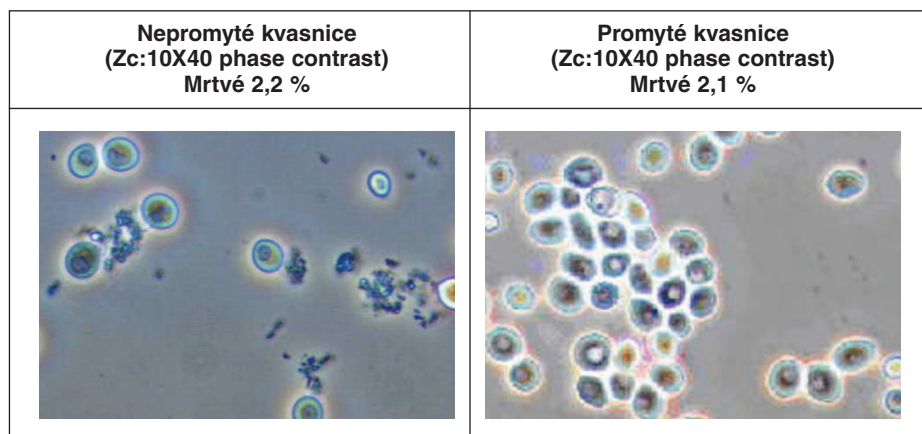 Nepromyté kvasnice
(Zc:10X40 phase contrast)
Mrtvé 2,2 %
Promyté kvasnice
(Zc:10X40 phase contrast)
Mrtvé 2,1 %